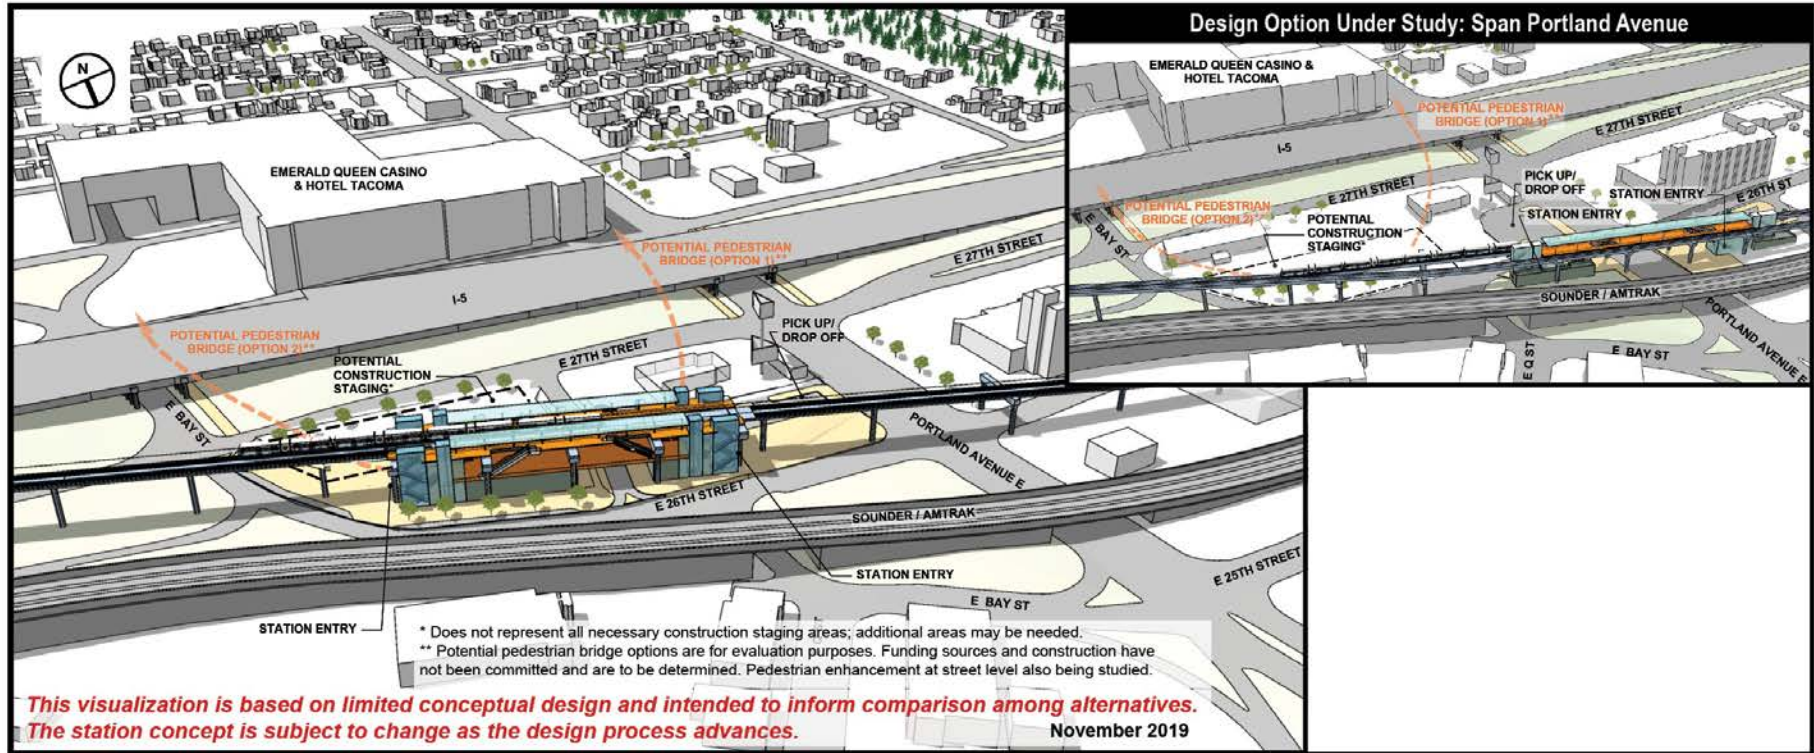 N
EMERALD QUEEN CASINO
& HOTEL TACOMA
POTENTIAL PEDESTRIAN
BRIDGE (OPTION 1)**
E 27TH STREET
I-5
POTENTIAL PEDESTRIAN
BRIDGE (OPTION 2)**
PICK UP/
DROP OFF
E 27TH STREET
POTENTIAL
CONSTRUCTION
STAGING*
E BAY ST
PORTLAND AVENUE E
E 26TH STREET
SOUNDER / AMTRAK
E 25TH STREET
STATION ENTRY
E BAY ST
STATION ENTRY
* Does not represent all necessary construction staging areas; additional areas may be needed.
** Potential pedestrian bridge options are for evaluation purposes. Funding sources and construction have
not been committed and are to be determined. Pedestrian enhancement at street level also being studied.
This visualization is based on limited conceptual design and intended to inform comparison among alternatives.
The station concept is subject to change as the design process advances.
November 2019
Design Option Under Study: Span Portland Avenue
EMERALD QUEEN CASINO &
HOTEL TACOMA
POTENTIAL PEDESTRIAN
BRIDGE (OPTION 1)**
E 27TH STREET
I-5
PICK UP/
DROP OFF
E 27TH STREET
STATION ENTRY
E 26TH ST
POTENTIAL PEDESTRIAN
BRIDGE (OPTION 2)**
STATION ENTRY
POTENTIAL
CONSTRUCTION
STAGING*
E BAY ST
SOUNDER / AMTRAK
PORTLAND AVENUE E
E Q ST
E BAY ST